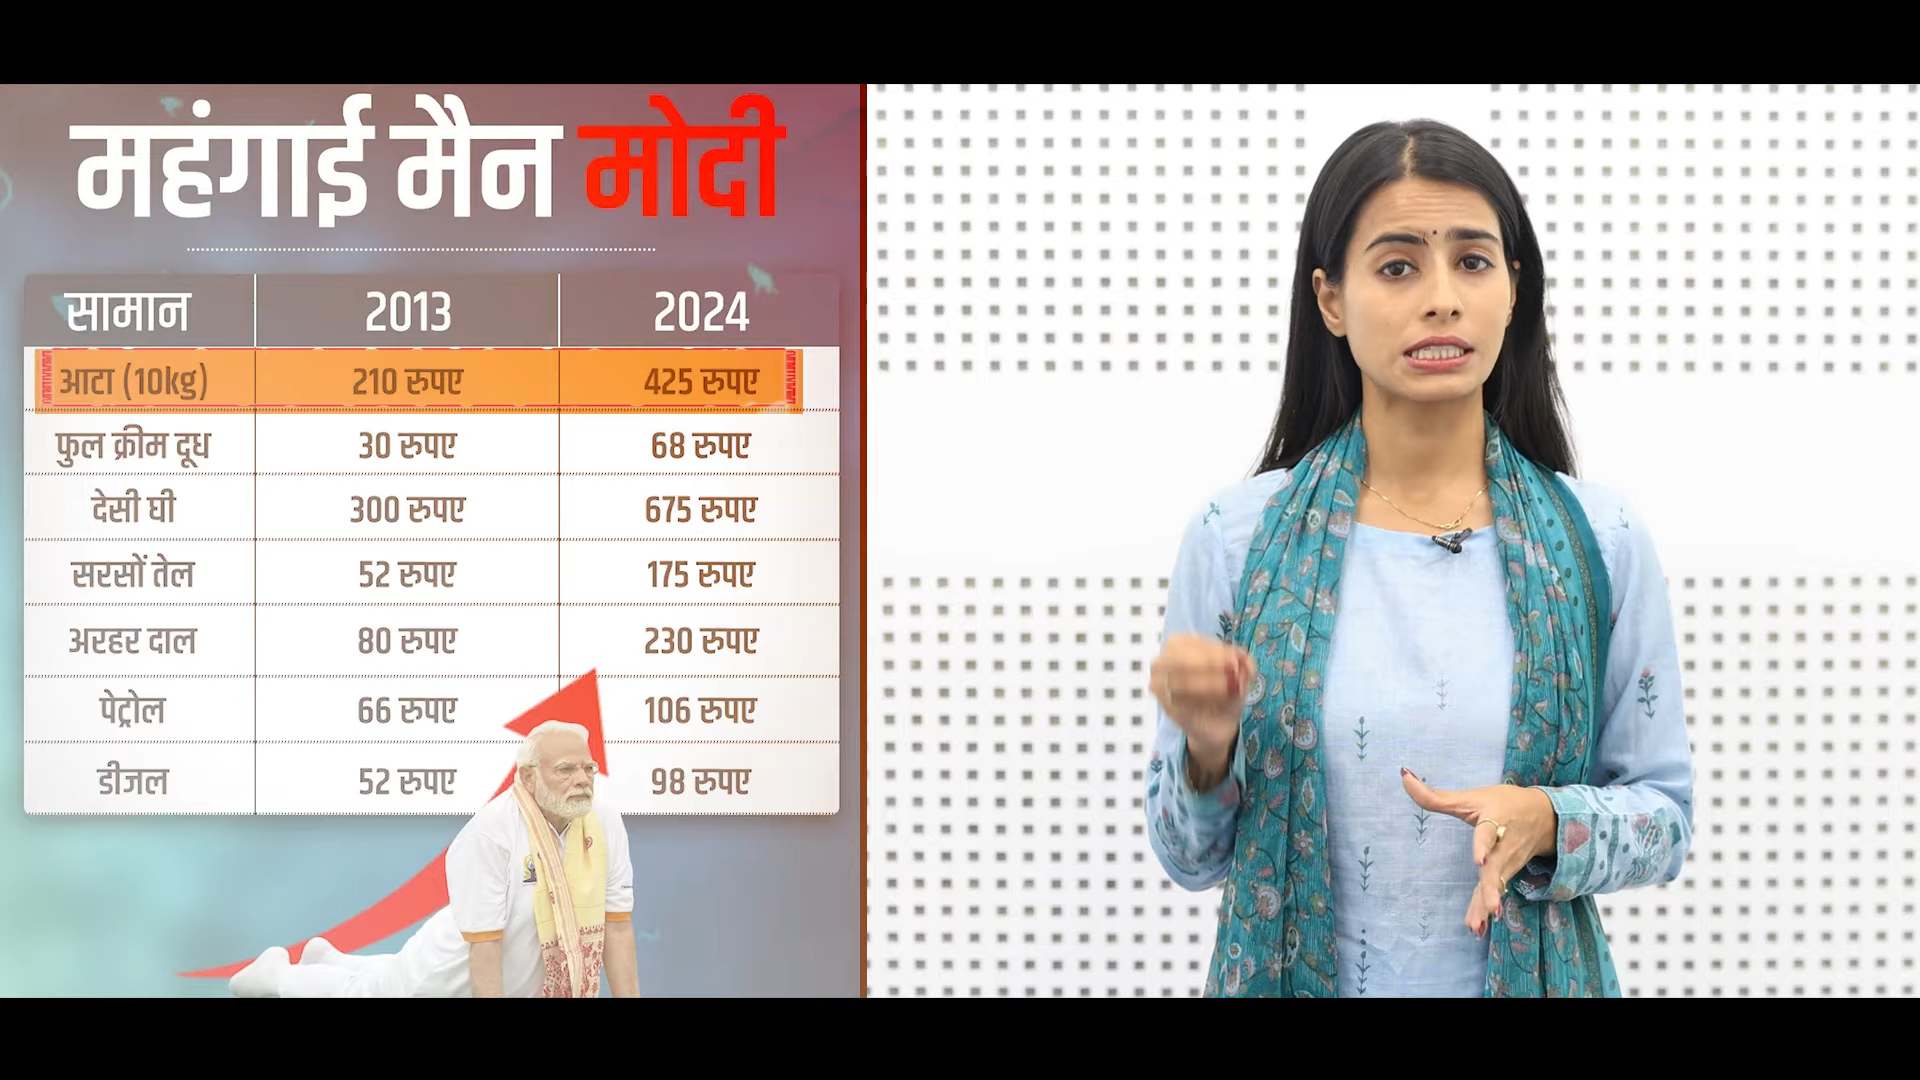 महंगाई मैन मोदी
सामान 2013 2024
आटा (10kg) 210 रुपए 425 रुपए
फुल क्रीम दूध 30 रुपए 68 रुपए
देसी घी 300 रुपए 675 रुपए
सरसों तेल 52 रुपए 175 रुपए
अरहर दाल 80 रुपए 230 रुपए
पेट्रोल 66 रुपए 106 रुपए
डीजल 52 रुपए 98 रुपए